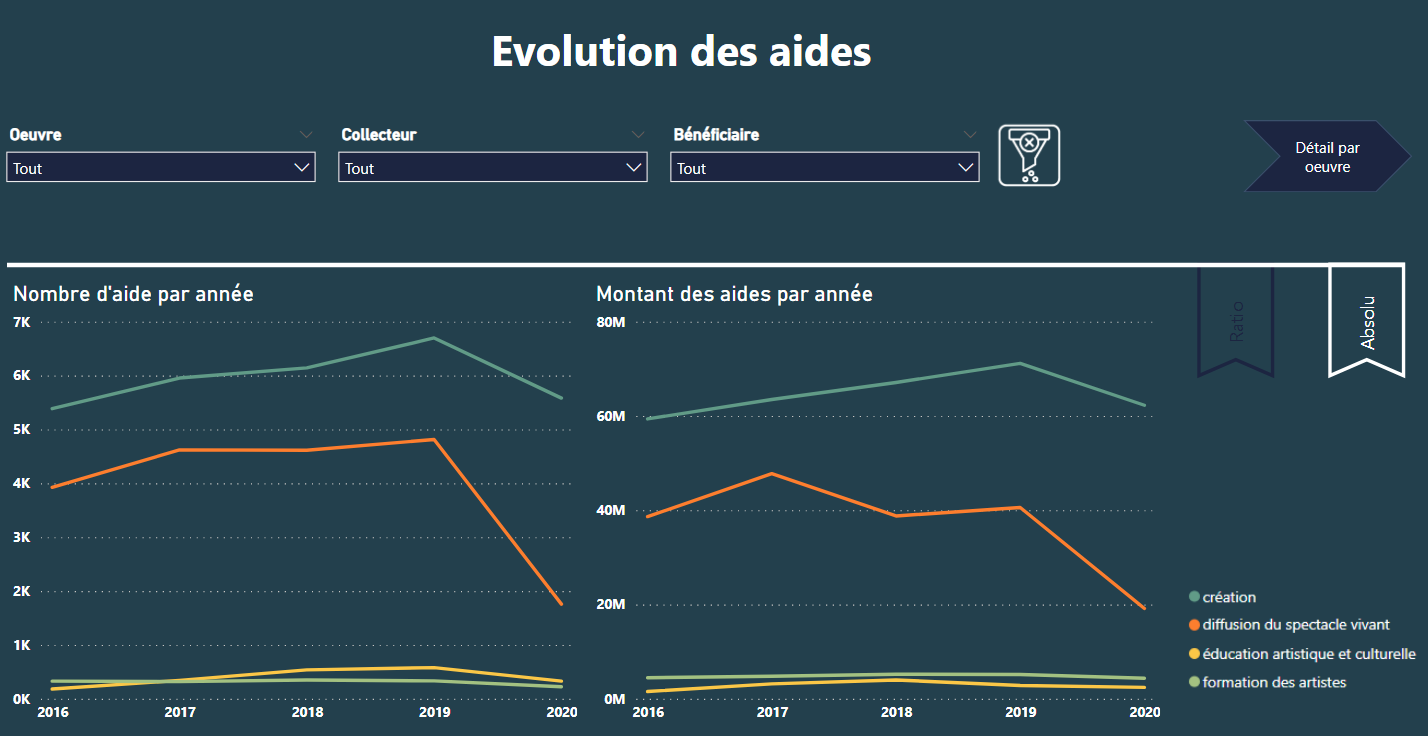 Evolution des aides
Oeuvre
Collecteur
Bénéficiaire
Tout
Tout
Tout
Détail par
oeuvre
Nombre d'aide par année
7K
6K
5K
4K
3K
2K
1K
0K
2016
2017
2018
2019
2020
Montant des aides par année
80M
60M
40M
20M
0M
2016
2017
2018
2019
2020
Ratio
Absolu
création
diffusion du spectacle vivant
éducation artistique et culturelle
formation des artistes